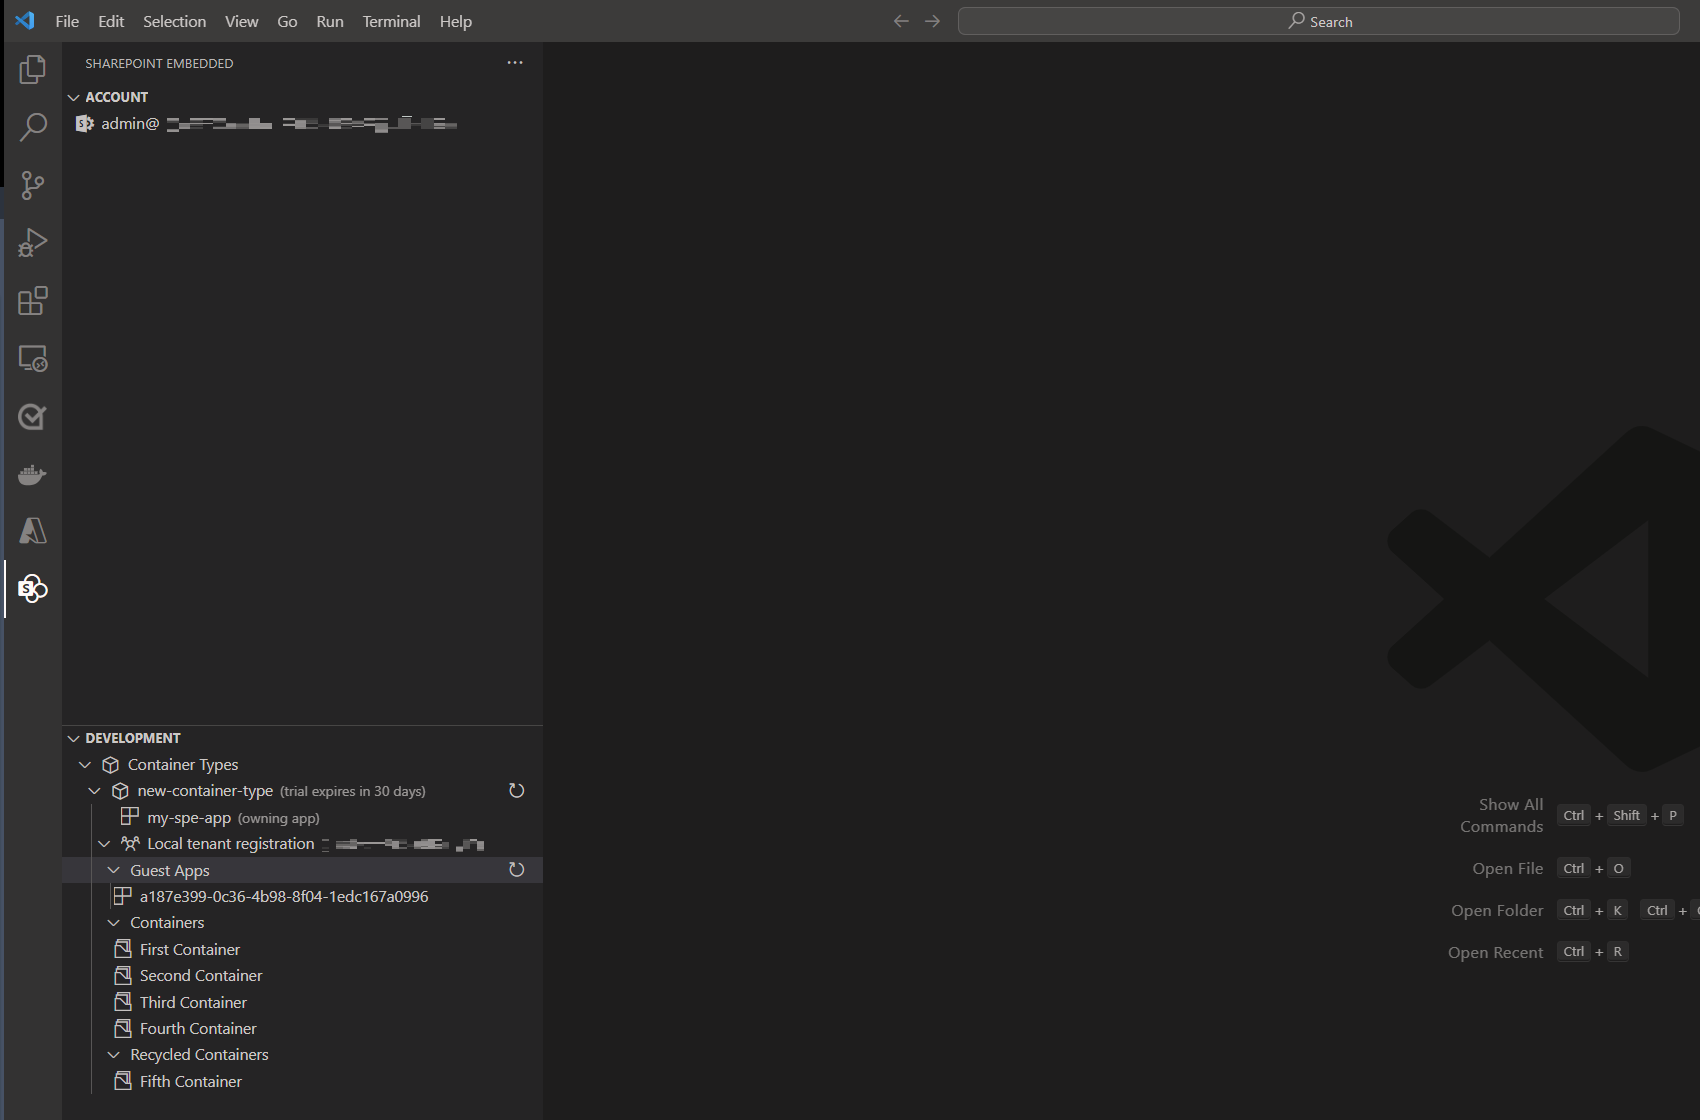 File Edit Selection View Go Run Terminal Help
Search
SHAREPOINT EMBEDDED
ACCOUNT
admin@
DEVELOPMENT
Container Types
new-container-type (trial expires in 30 days)
my-spe-app (owning app)
Local tenant registration
Guest Apps
a187e399-0c36-4b98-8f04-1edc167a0996
Containers
First Container
Second Container
Third Container
Fourth Container
Recycled Containers
Fifth Container
Show All
Commands
Ctrl + Shift + P
Open File Ctrl + O
Open Folder Ctrl + K Ctrl +
Open Recent Ctrl + R